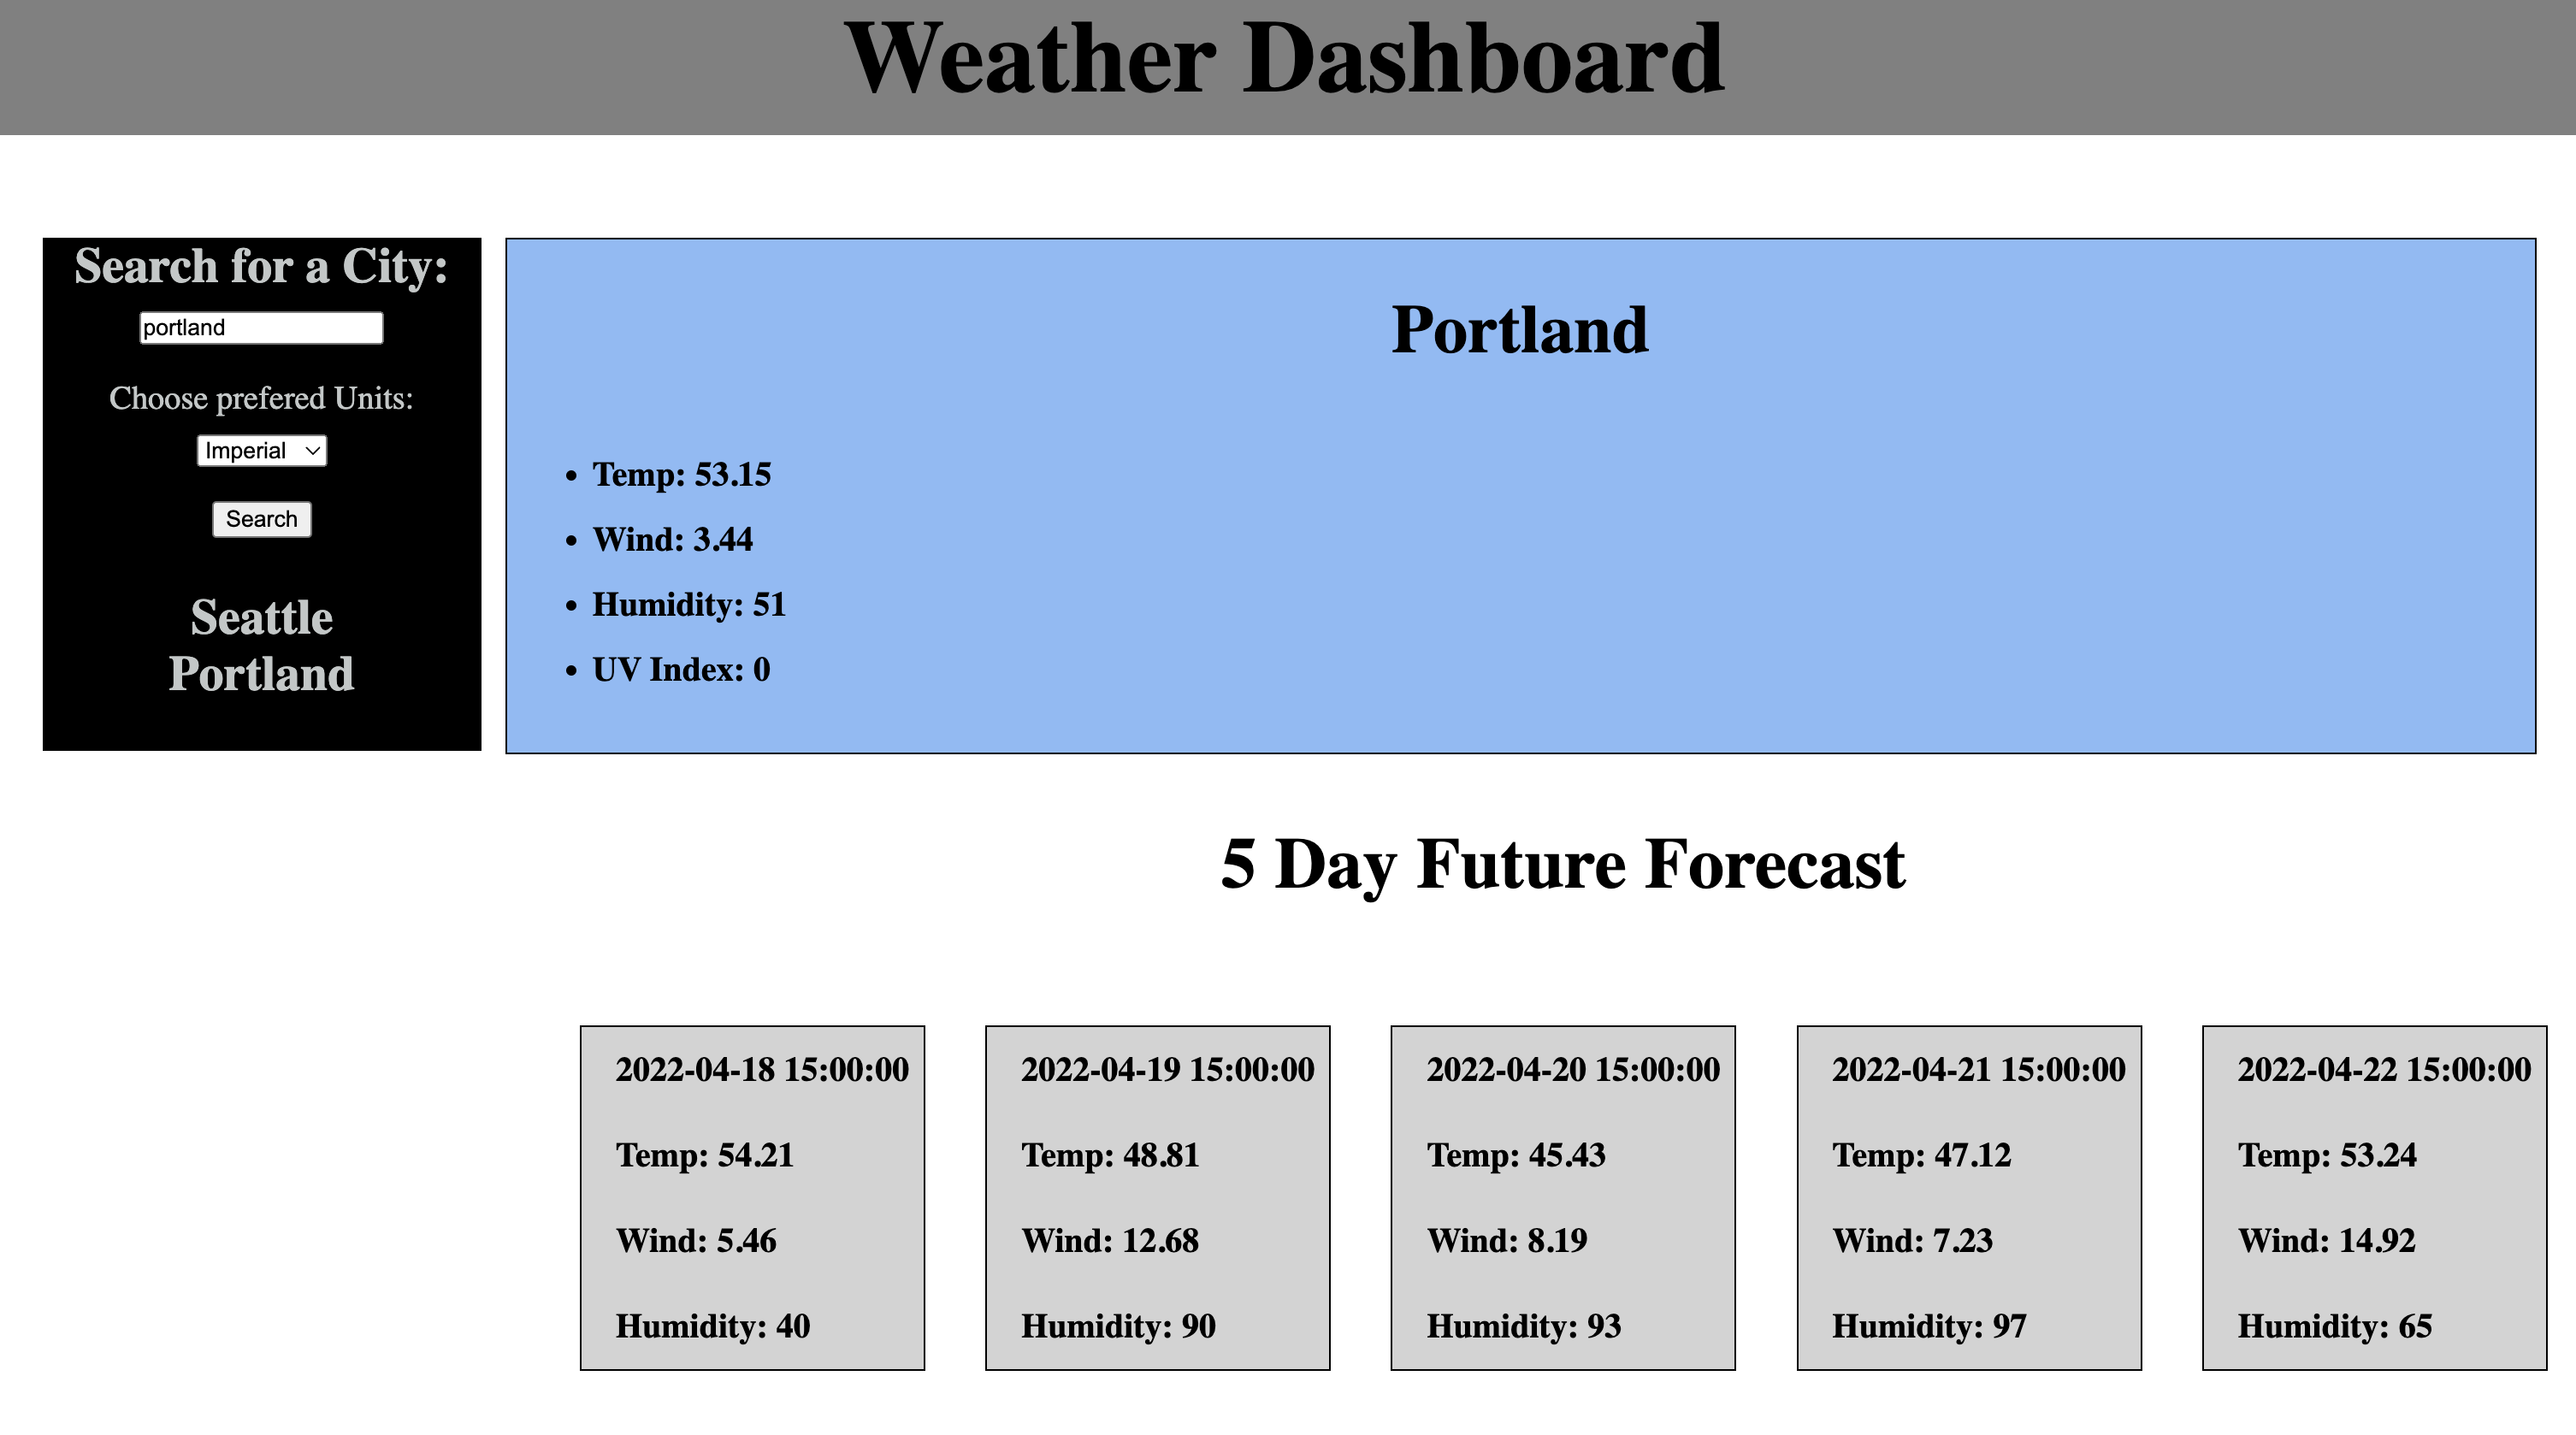 Weather Dashboard
Search for a City:
portland
Choose prefered Units:
Imperial
Search
Seattle
Portland
Portland
Temp: 53.15
Wind: 3.44
Humidity: 51
UV Index: 0
5 Day Future Forecast
2022-04-18 15:00:00
Temp: 54.21
Wind: 5.46
Humidity: 40
2022-04-19 15:00:00
Temp: 48.81
Wind: 12.68
Humidity: 90
2022-04-20 15:00:00
Temp: 45.43
Wind: 8.19
Humidity: 93
2022-04-21 15:00:00
Temp: 47.12
Wind: 7.23
Humidity: 97
2022-04-22 15:00:00
Temp: 53.24
Wind: 14.92
Humidity: 65